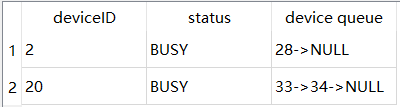 deviceID status device queue
1 2 BUSY 28->NULL
2 20 BUSY 33->34->NULL